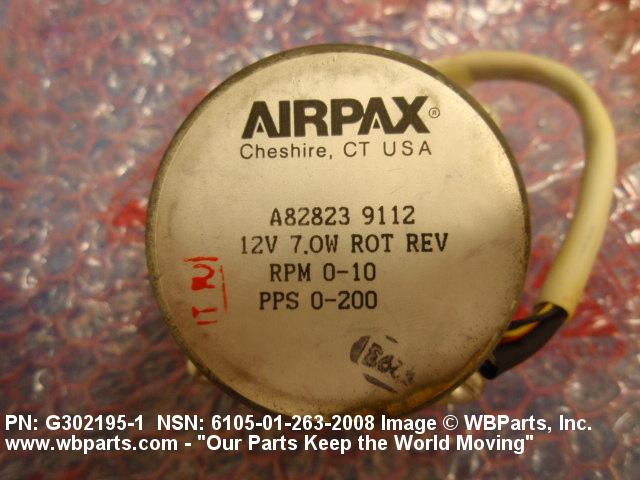 AIRPAX®
Cheshire, CT USA
A82823 9112
12V 7.0W ROT REV
RPM 0-10
PPS 0-200
PN: G302195-1 NSN: 6105-01-263-2008 Image © WBParts, Inc.
www.wbparts.com - "Our Parts Keep the World Moving"